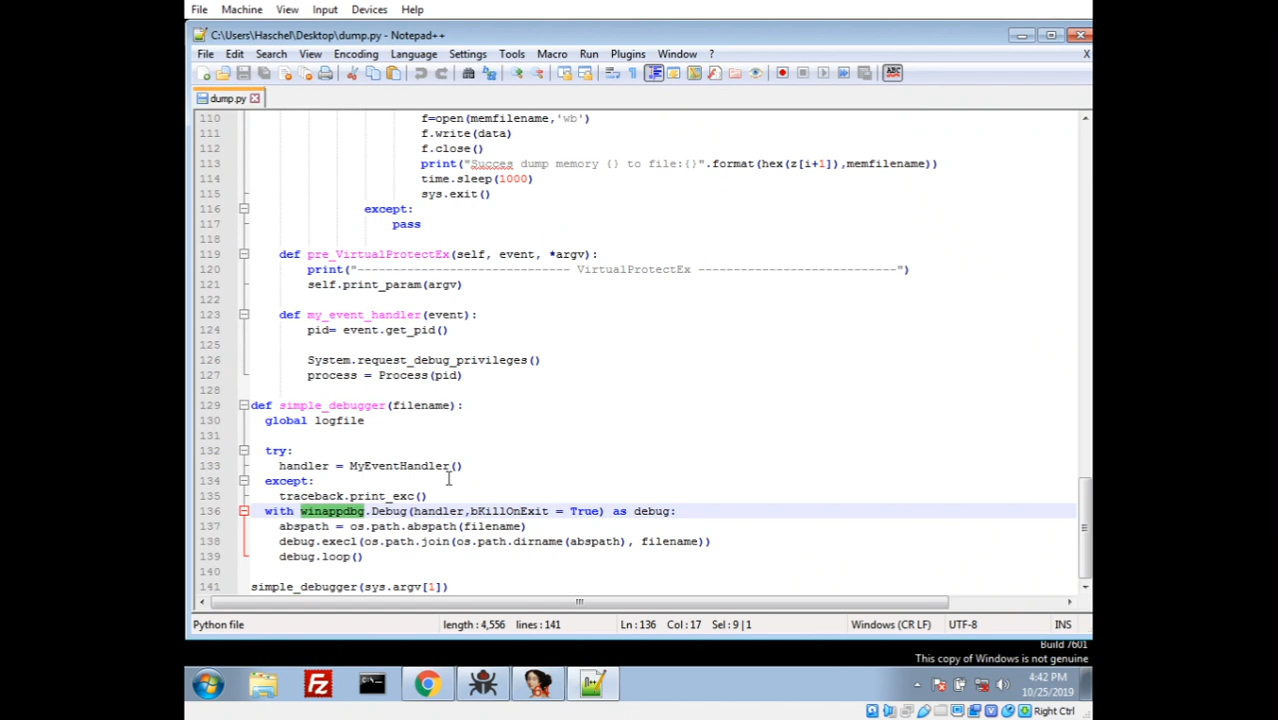 File Machine View Input Devices Help
C:\Users\Haschel\Desktop\dump.py - Notepad++
File Edit Search View Encoding Language Settings Tools Macro Run Plugins Window ? X
dump.py
110 f=open(memfilename,'wb')
111 f.write(data)
112 f.close()
113 print("Succes dump memory {} to file:{}".format(hex(z[i+1]),memfilename))
114 time.sleep(1000)
115 sys.exit()
116 except:
117 pass
118
119 def pre_VirtualProtectEx(self, event, *argv):
120 print("------------------------------ VirtualProtectEx ----------------------------")
121 self.print_param(argv)
122
123 def my_event_handler(event):
124 pid= event.get_pid()
125
126 System.request_debug_privileges()
127 process = Process(pid)
128
129 def simple_debugger(filename):
130 global logfile
131
132 try:
133 handler = MyEventHandler()
134 except:
135 traceback.print_exc()
136 with winappdbg.Debug(handler,bKillOnExit = True) as debug:
137 abspath = os.path.abspath(filename)
138 debug.execl(os.path.join(os.path.dirname(abspath), filename))
139 debug.loop()
140
141 simple_debugger(sys.argv[1])
Python file length : 4,556 lines : 141 Ln : 136 Col : 17 Sel : 9 | 1 Windows (CR LF) UTF-8 INS
Build 7601
This copy of Windows is not genuine
4:42 PM
10/25/2019
Right Ctrl